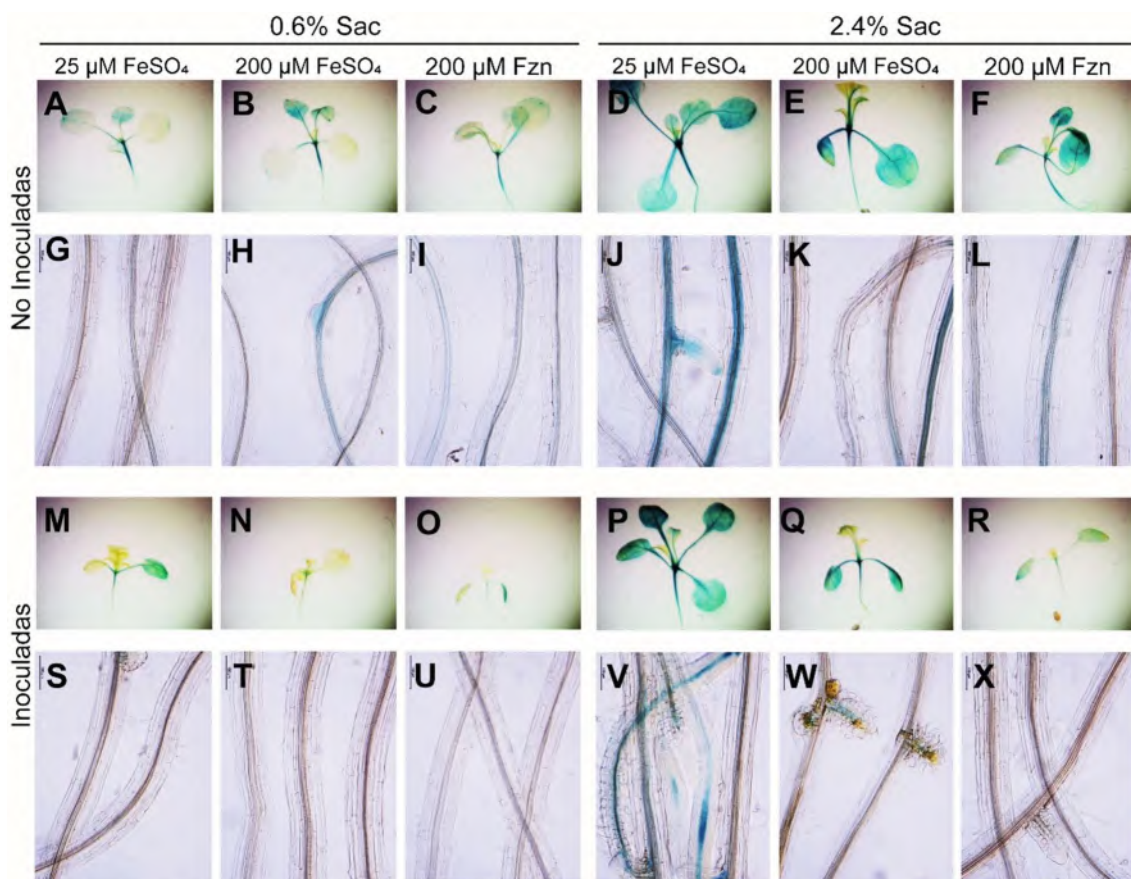 0.6% Sac 2.4% Sac
25 µM FeSO₄ 200 µM FeSO₄ 200 µM Fzn 25 µM FeSO₄ 200 µM FeSO₄ 200 µM Fzn
No Inoculadas
A B C D E F
G H I J K L
Inoculadas
M N O P Q R
S T U V W X